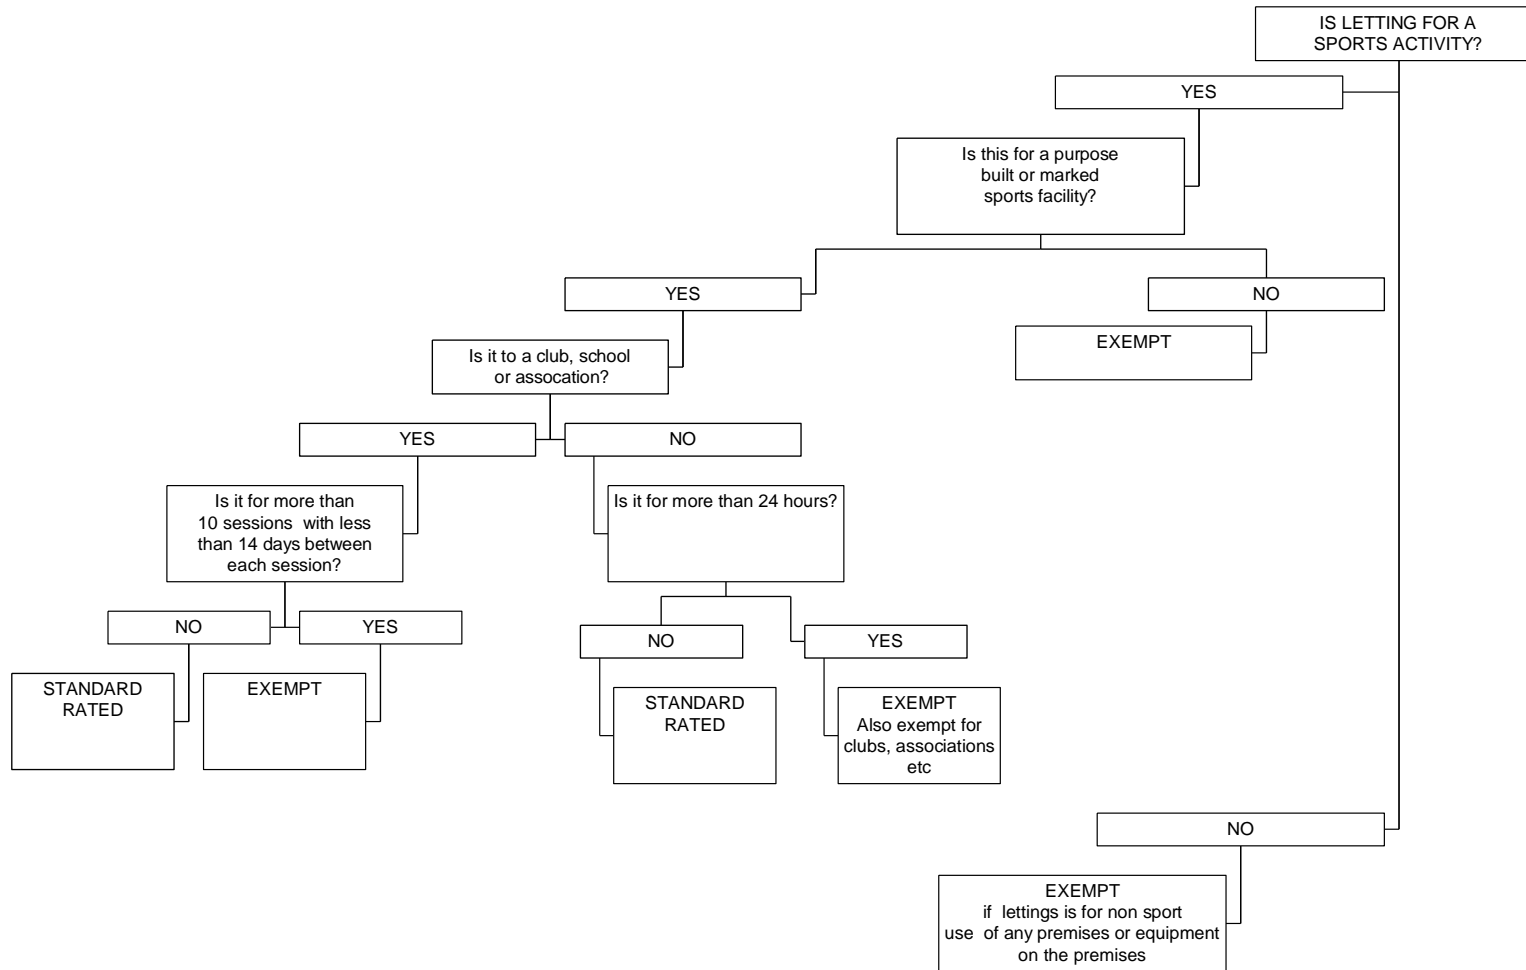 IS LETTING FOR A
SPORTS ACTIVITY?
YES
Is this for a purpose
built or marked
sports facility?
YES
NO
EXEMPT
Is it to a club, school
or assocation?
YES
NO
Is it for more than
10 sessions with less
than 14 days between
each session?
Is it for more than 24 hours?
NO
YES
NO
YES
STANDARD
RATED
EXEMPT
STANDARD
RATED
EXEMPT
Also exempt for
clubs, associations
etc
NO
EXEMPT
if lettings is for non sport
use of any premises or equipment
on the premises